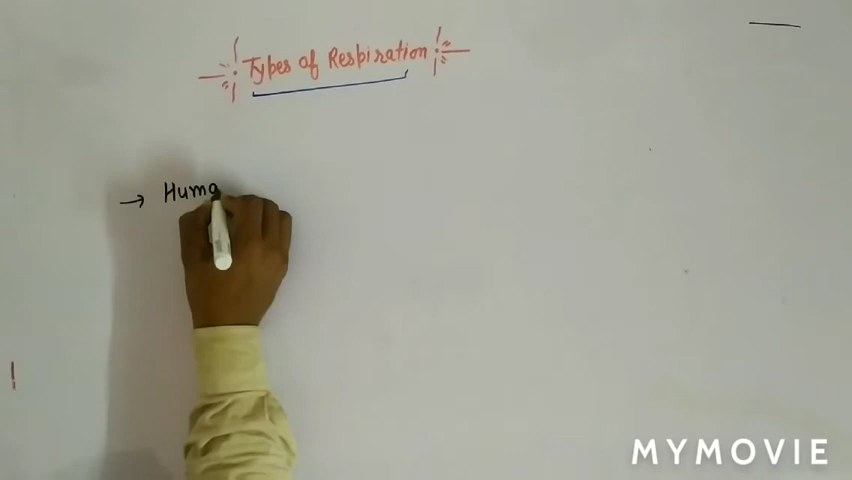 Types of Respiration
→ Huma
MYMOVIE